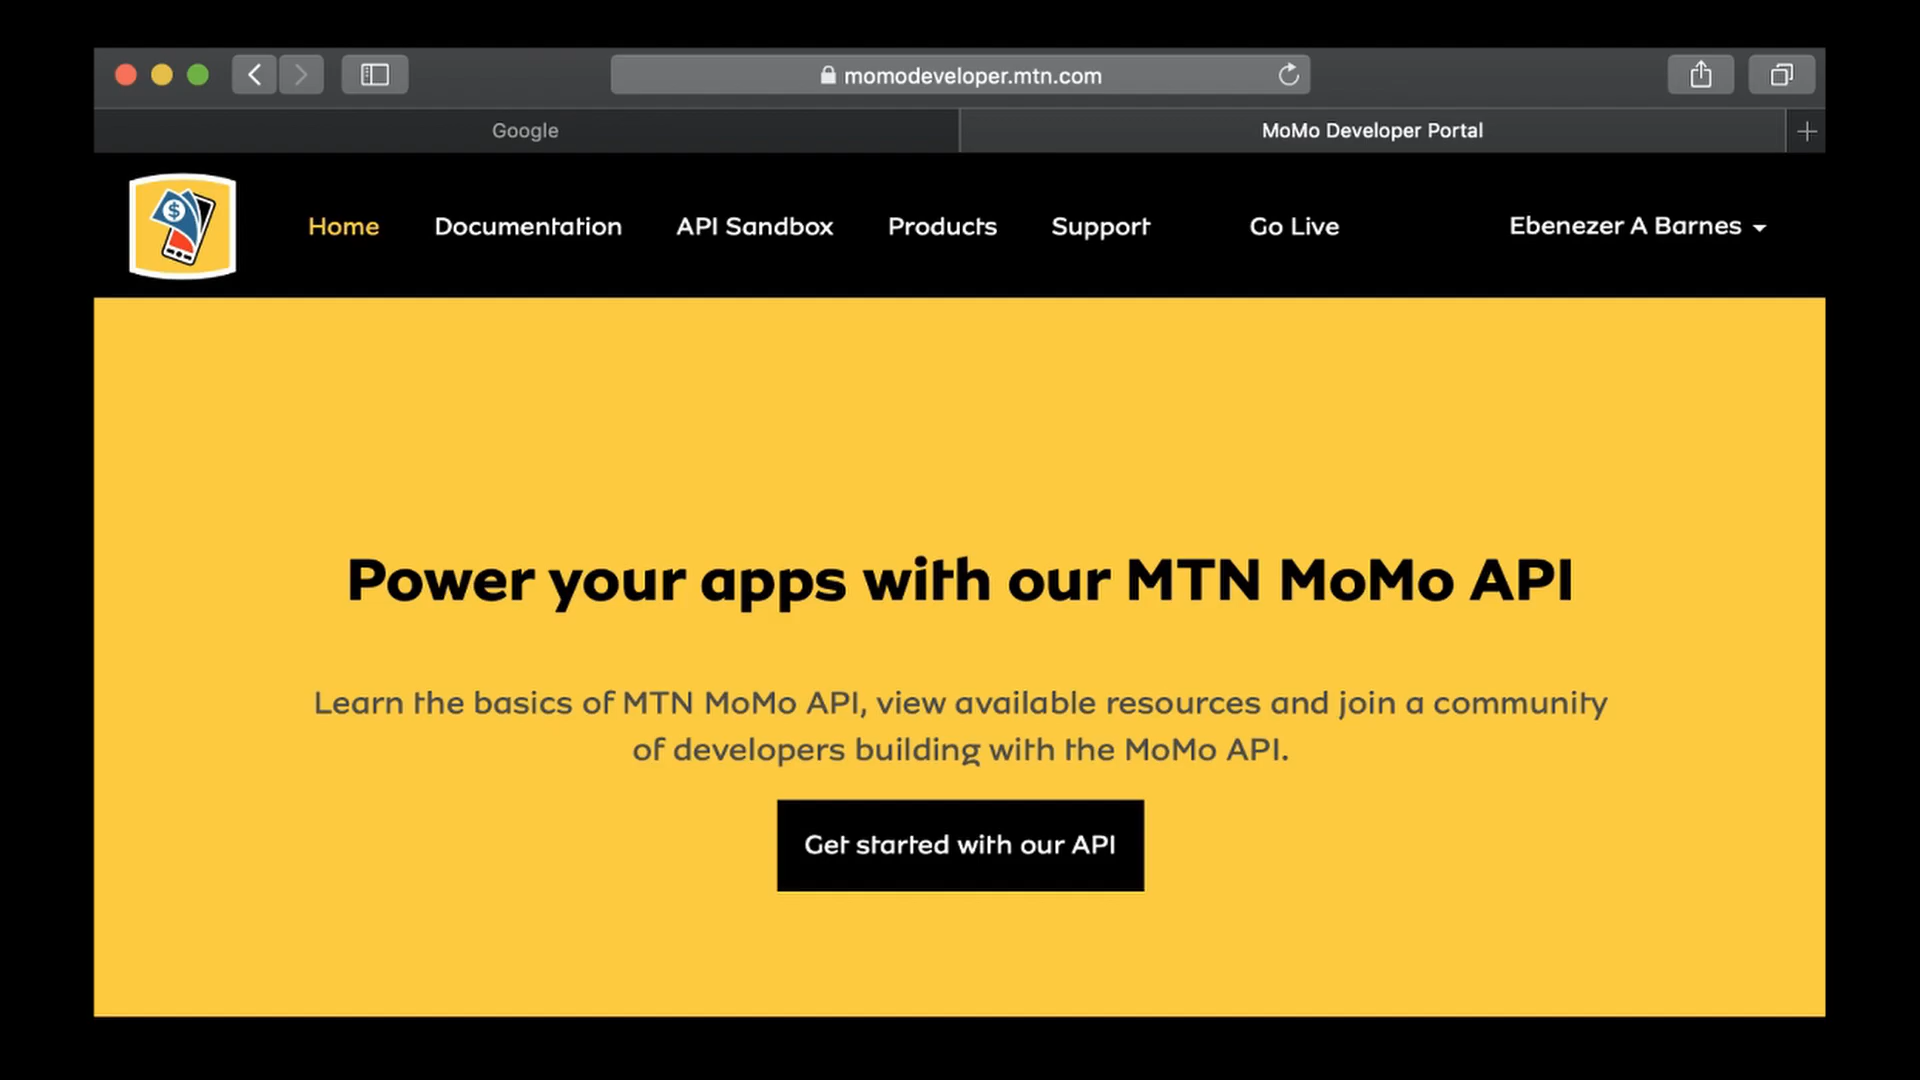 momodeveloper.mtn.com
Google
MoMo Developer Portal
$
Home
Documentation
API Sandbox
Products
Support
Go Live
Ebenezer A Barnes
Power your apps with our MTN MoMo API
Learn the basics of MTN MoMo API, view available resources and join a community
of developers building with the MoMo API.
Get started with our API